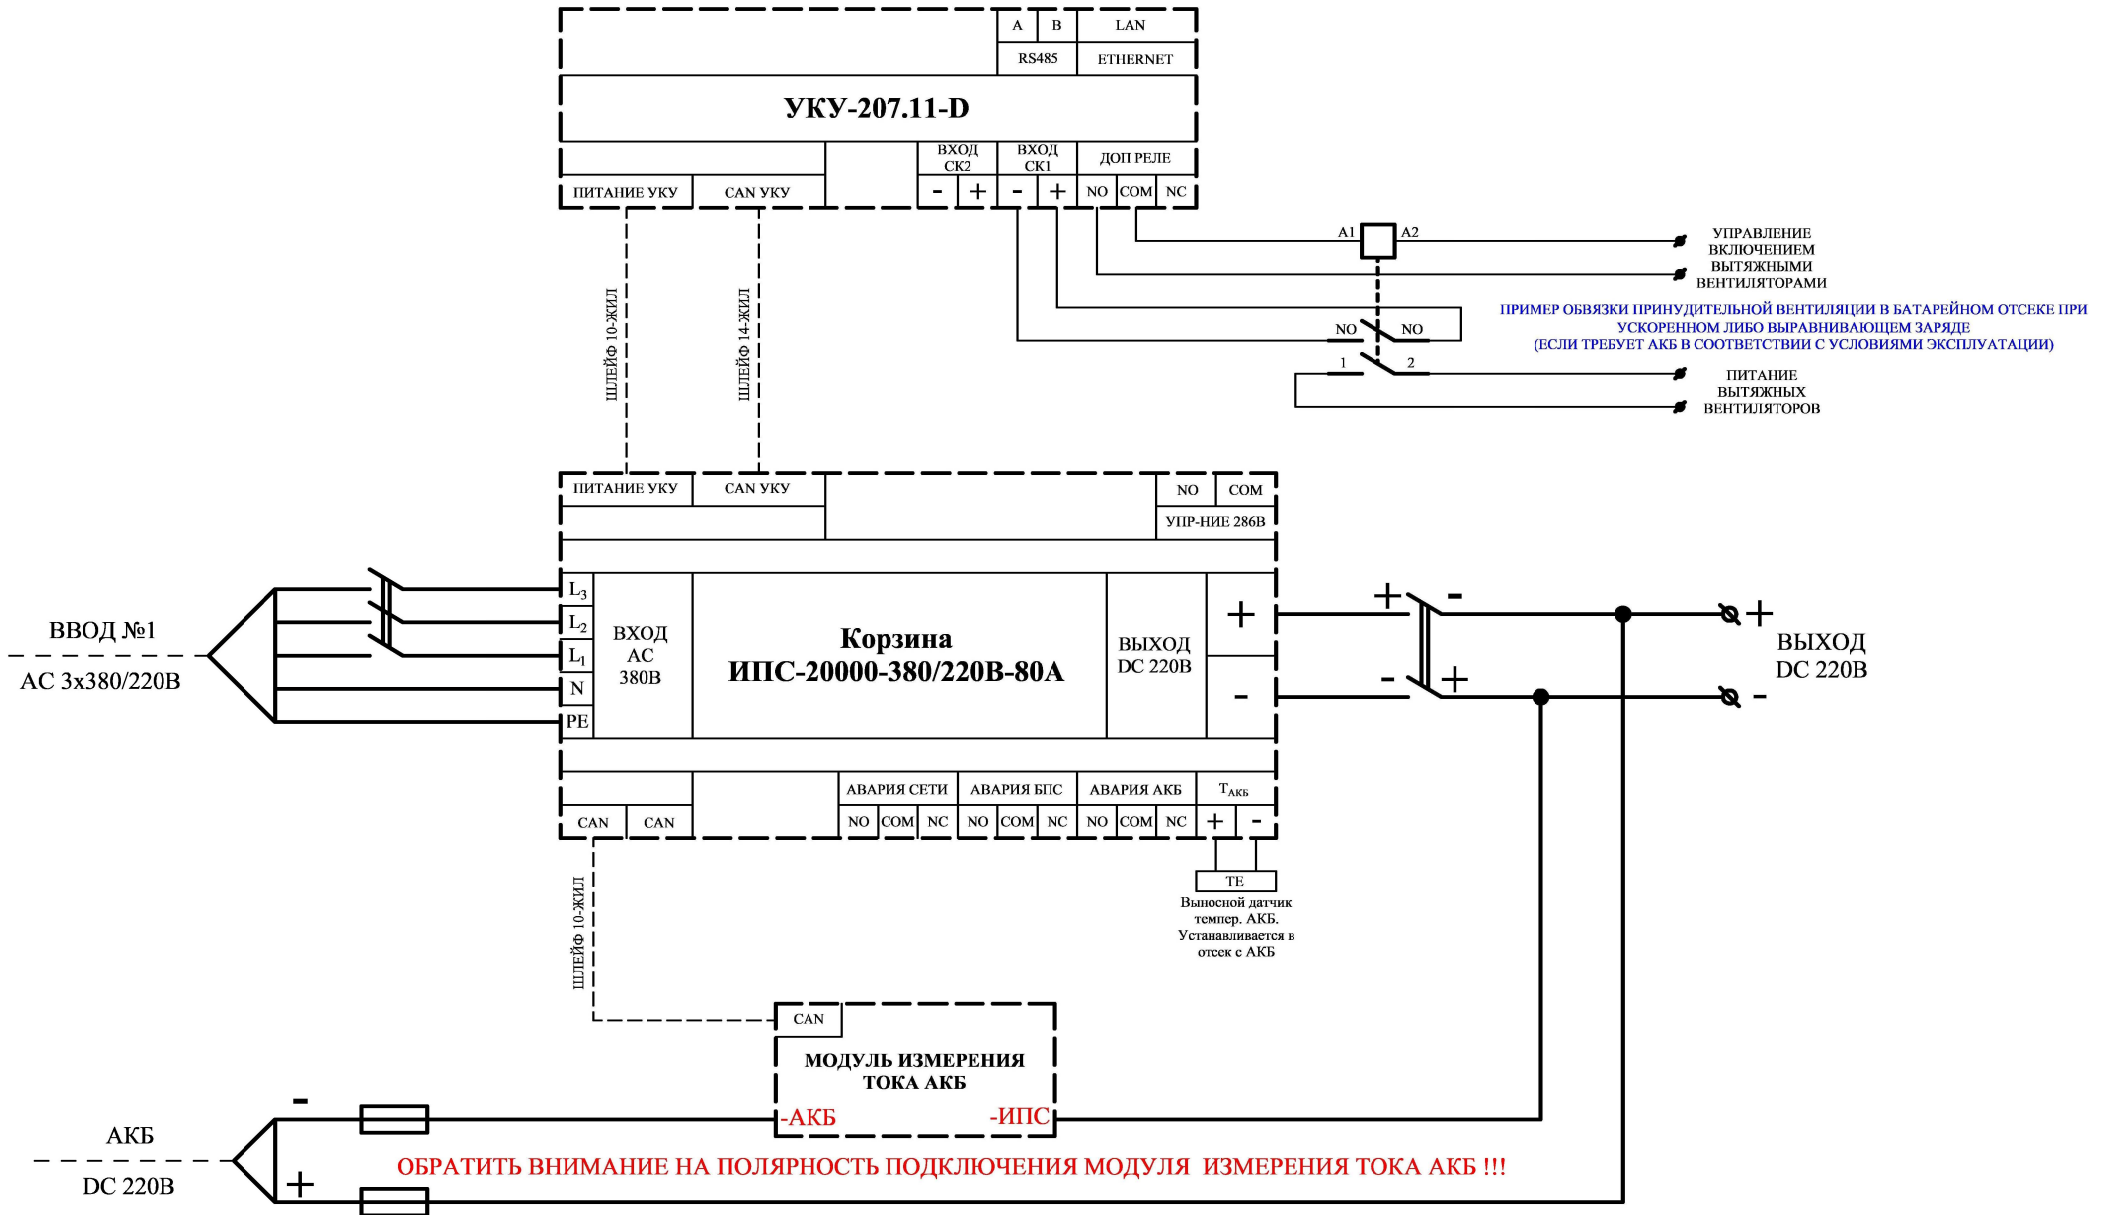 A B LAN
RS485 ETHERNET
УКУ-207.11-D
ВХОД СК2
ВХОД СК1
ДОП РЕЛЕ
ПИТАНИЕ УКУ CAN УКУ - + - + NO COM NC
A1 A2
УПРАВЛЕНИЕ
ВКЛЮЧЕНИЕМ
ВЫТЯЖНЫМИ
ВЕНТИЛЯТОРАМИ
ШЛЕЙФ 10-ЖИЛ
ШЛЕЙФ 14-ЖИЛ
ПРИМЕР ОБВЯЗКИ ПРИНУДИТЕЛЬНОЙ ВЕНТИЛЯЦИИ В БАТАРЕЙНОМ ОТСЕКЕ ПРИ
УСКОРЕННОМ ЛИБО ВЫРАВНИВАЮЩЕМ ЗАРЯДЕ
(ЕСЛИ ТРЕБУЕТ АКБ В СООТВЕТСТВИИ С УСЛОВИЯМИ ЭКСПЛУАТАЦИИ)
NO NO
1 2
ПИТАНИЕ
ВЫТЯЖНЫХ
ВЕНТИЛЯТОРОВ
ПИТАНИЕ УКУ CAN УКУ NO COM
УПР-НИЕ 286В
ВВОД №1
AC 3x380/220В
L3
L2
L1
N
PE
ВХОД
AC
380В
Корзина
ИПС-20000-380/220В-80А
ВЫХОД
DC 220В
+
-
+ -
- +
+
-
ВЫХОД
DC 220В
АВАРИЯ СЕТИ АВАРИЯ БПС АВАРИЯ АКБ ТАКБ
CAN CAN NO COM NC NO COM NC NO COM NC + -
TE
Выносной датчик
темпер. АКБ.
Устанавливается в
отсек с АКБ
ШЛЕЙФ 10-ЖИЛ
CAN
МОДУЛЬ ИЗМЕРЕНИЯ
ТОКА АКБ
-АКБ -ИПС
-
АКБ
DC 220В
+
ОБРАТИТЬ ВНИМАНИЕ НА ПОЛЯРНОСТЬ ПОДКЛЮЧЕНИЯ МОДУЛЯ ИЗМЕРЕНИЯ ТОКА АКБ !!!